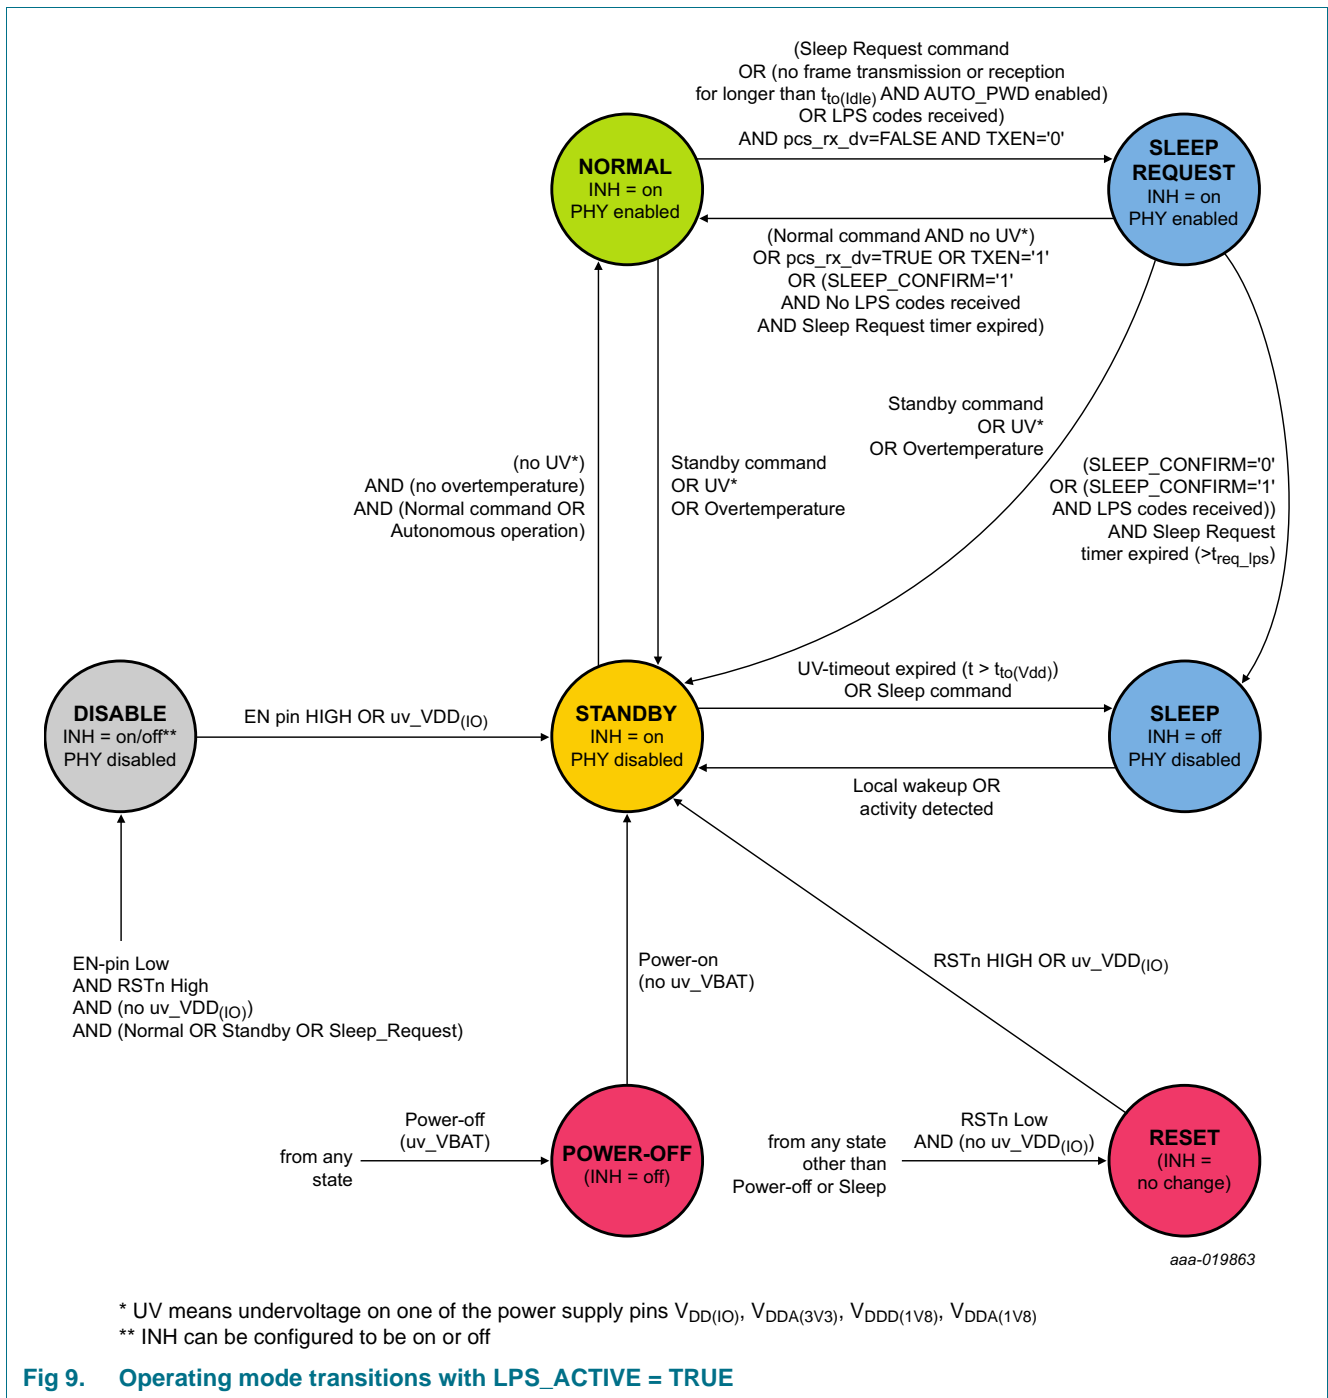 (Sleep Request command
OR (no frame transmission or reception
for longer than tto(Idle) AND AUTO_PWD enabled)
OR LPS codes received)
AND pcs_rx_dv=FALSE AND TXEN='0'
NORMAL
INH = on
PHY enabled
SLEEP
REQUEST
INH = on
PHY enabled
(Normal command AND no UV*)
OR pcs_rx_dv=TRUE OR TXEN='1'
OR (SLEEP_CONFIRM='1'
AND No LPS codes received
AND Sleep Request timer expired)
Standby command
OR UV*
OR Overtemperature
(no UV*)
AND (no overtemperature)
AND (Normal command OR
Autonomous operation)
Standby command
OR UV*
OR Overtemperature
(SLEEP_CONFIRM='0'
OR (SLEEP_CONFIRM='1'
AND LPS codes received))
AND Sleep Request
timer expired (>treq_lps)
DISABLE
INH = on/off**
PHY disabled
EN pin HIGH OR uv_VDD(IO)
STANDBY
INH = on
PHY disabled
UV-timeout expired (t > tto(Vdd))
OR Sleep command
SLEEP
INH = off
PHY disabled
Local wakeup OR
activity detected
EN-pin Low
AND RSTn High
AND (no uv_VDD(IO))
AND (Normal OR Standby OR Sleep_Request)
Power-on
(no uv_VBAT)
RSTn HIGH OR uv_VDD(IO)
from any
state
Power-off
(uv_VBAT)
POWER-OFF
(INH = off)
from any state
other than
Power-off or Sleep
RSTn Low
AND (no uv_VDD(IO))
RESET
(INH =
no change)
aaa-019863
* UV means undervoltage on one of the power supply pins VDD(IO), VDDA(3V3), VDDD(1V8), VDDA(1V8)
** INH can be configured to be on or off
Fig 9. Operating mode transitions with LPS_ACTIVE = TRUE